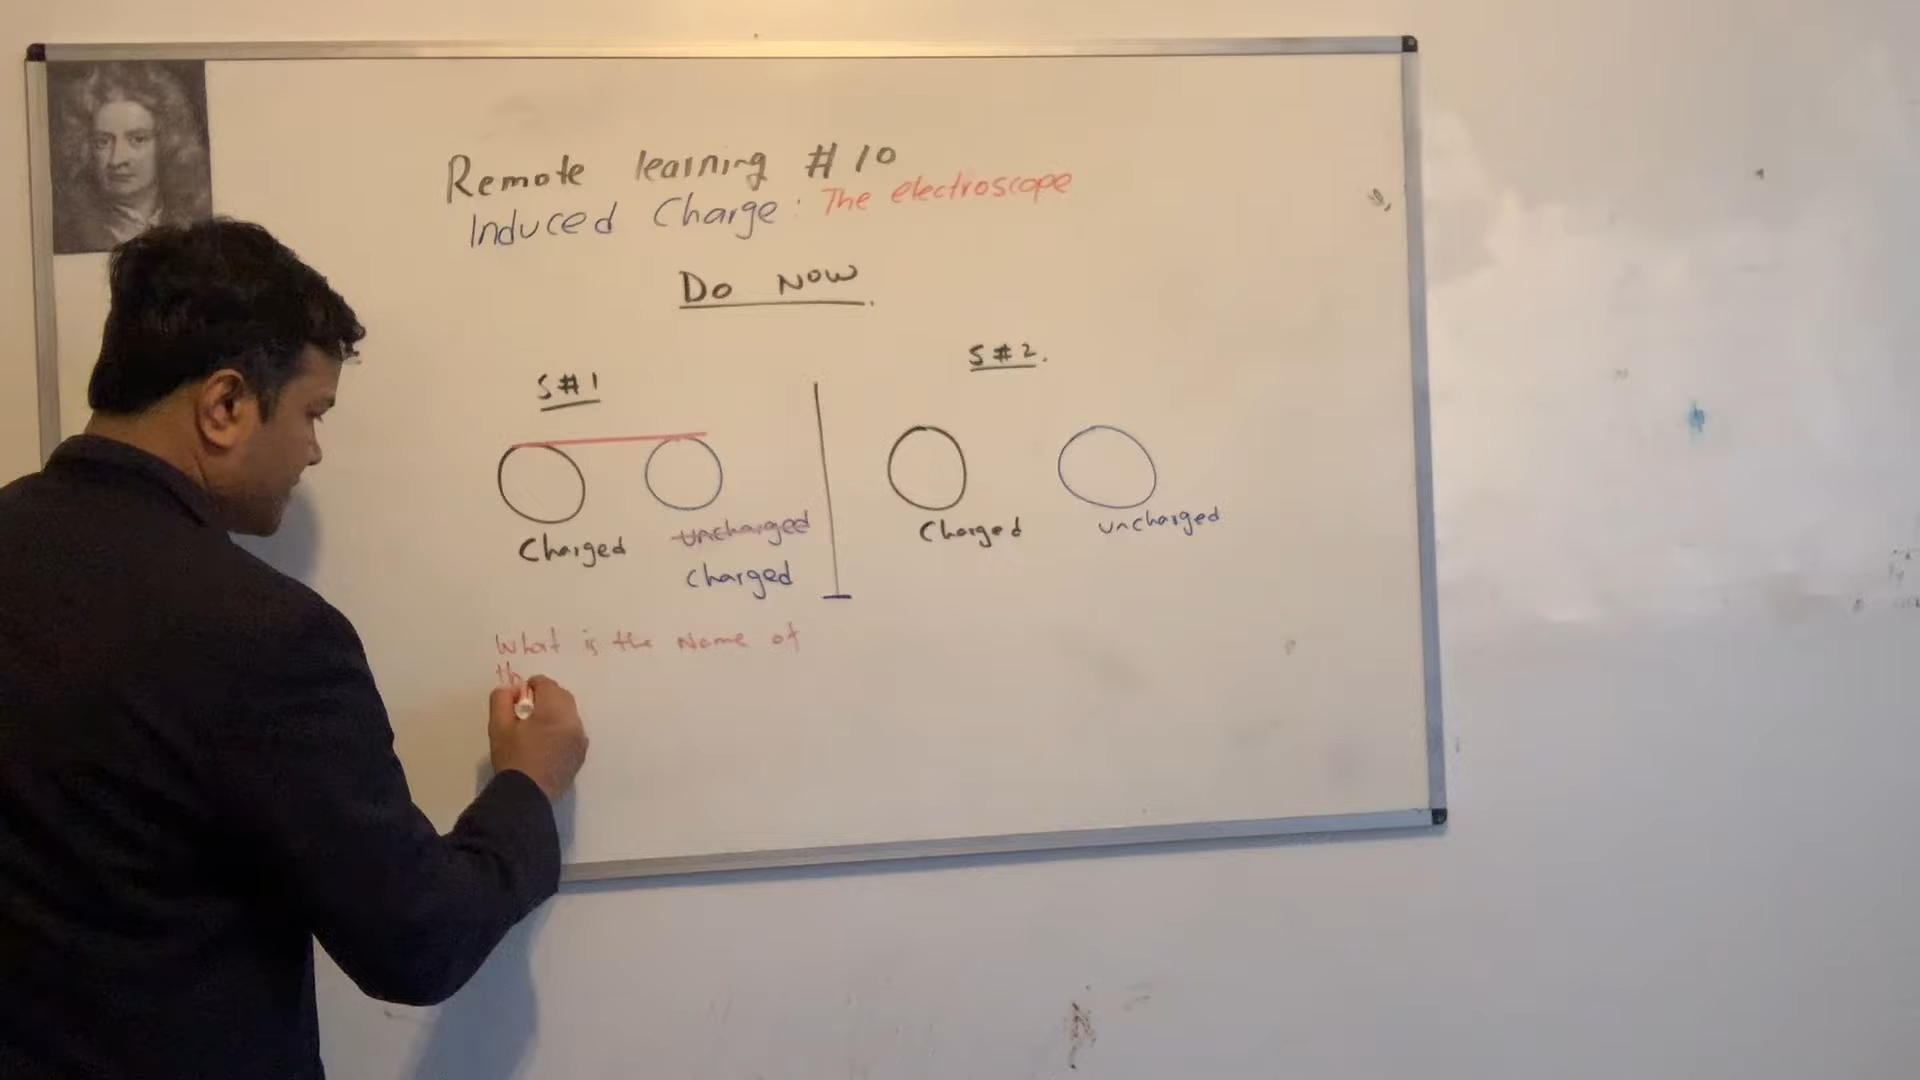 Remote learning #10
Induced Charge: The electroscope
Do Now.
S#1
S#2.
Charged
uncharged
charged
Charged
uncharged
What is the Name of
th